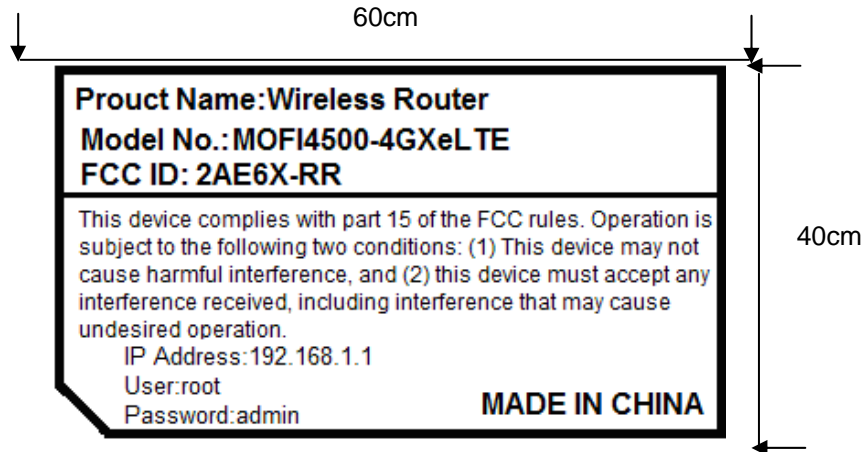 60cm
Prouct Name:Wireless Router
Model No.:MOFI4500-4GXeLTE
FCC ID: 2AE6X-RR
This device complies with part 15 of the FCC rules. Operation is
subject to the following two conditions: (1) This device may not
cause harmful interference, and (2) this device must accept any
interference received, including interference that may cause
undesired operation.
IP Address:192.168.1.1
User:root
Password:admin
MADE IN CHINA
40cm